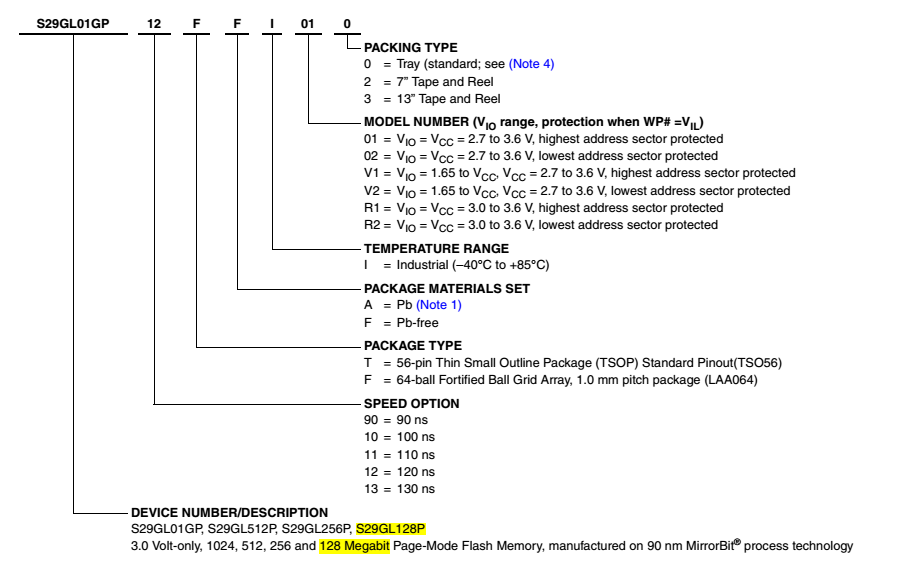 S29GL01GP 12 F F I 01 0
PACKING TYPE
0 = Tray (standard; see (Note 4)
2 = 7” Tape and Reel
3 = 13” Tape and Reel
MODEL NUMBER (VIO range, protection when WP# =VIL)
01 = VIO = VCC = 2.7 to 3.6 V, highest address sector protected
02 = VIO = VCC = 2.7 to 3.6 V, lowest address sector protected
V1 = VIO = 1.65 to VCC, VCC = 2.7 to 3.6 V, highest address sector protected
V2 = VIO = 1.65 to VCC, VCC = 2.7 to 3.6 V, lowest address sector protected
R1 = VIO = VCC = 3.0 to 3.6 V, highest address sector protected
R2 = VIO = VCC = 3.0 to 3.6 V, lowest address sector protected
TEMPERATURE RANGE
I = Industrial (–40°C to +85°C)
PACKAGE MATERIALS SET
A = Pb (Note 1)
F = Pb-free
PACKAGE TYPE
T = 56-pin Thin Small Outline Package (TSOP) Standard Pinout(TSO56)
F = 64-ball Fortified Ball Grid Array, 1.0 mm pitch package (LAA064)
SPEED OPTION
90 = 90 ns
10 = 100 ns
11 = 110 ns
12 = 120 ns
13 = 130 ns
DEVICE NUMBER/DESCRIPTION
S29GL01GP, S29GL512P, S29GL256P, S29GL128P
3.0 Volt-only, 1024, 512, 256 and 128 Megabit Page-Mode Flash Memory, manufactured on 90 nm MirrorBit® process technology